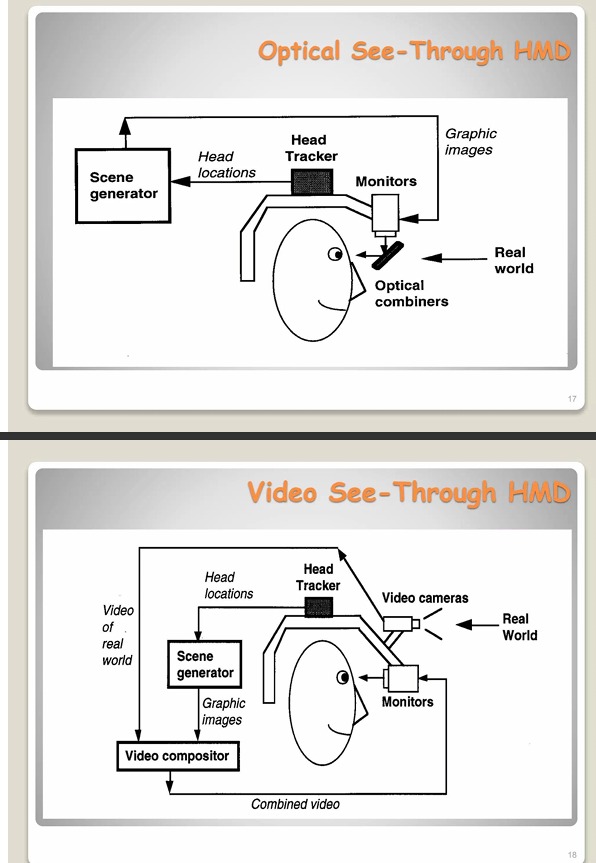 Optical See-Through HMD
Graphic
images
Head
Tracker
Head
locations
Scene
generator
Monitors
Real
world
Optical
combiners
17
Video See-Through HMD
Head
Tracker
Head
locations
Video cameras
Video
of
real
world
Real
World
Scene
generator
Monitors
Graphic
images
Video compositor
Combined video
18